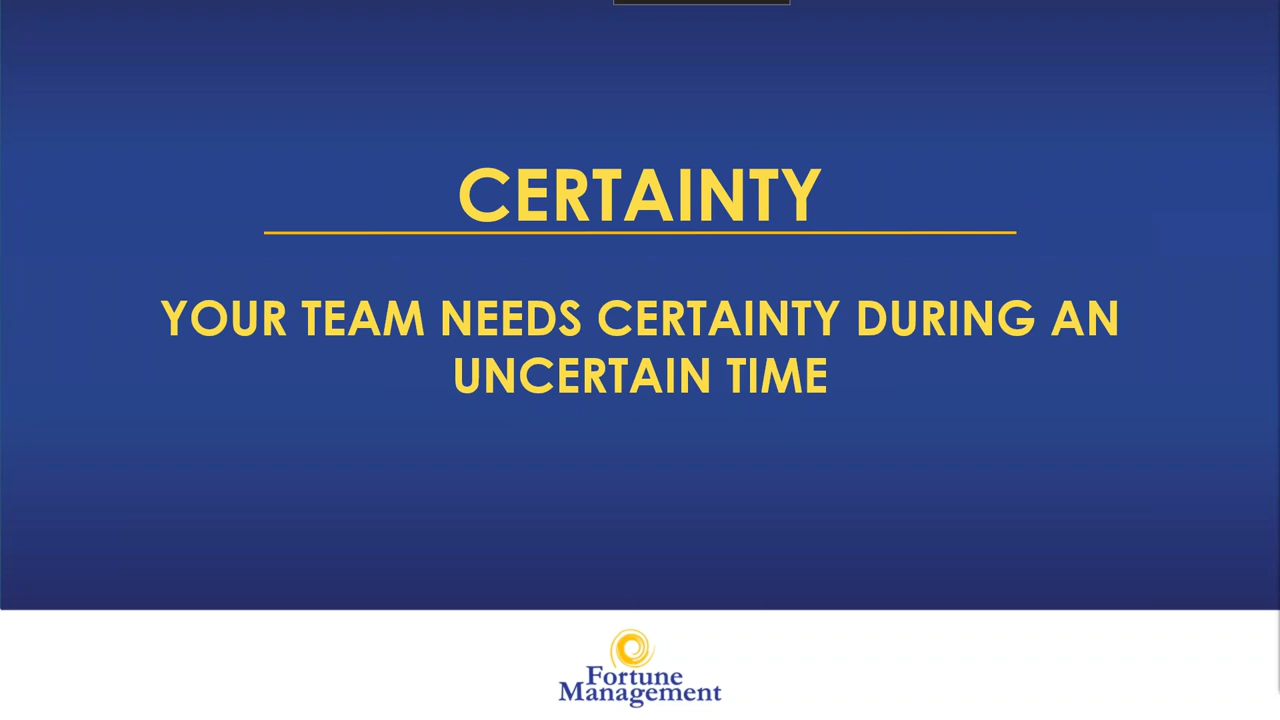 CERTAINTY
YOUR TEAM NEEDS CERTAINTY DURING AN
UNCERTAIN TIME
Fortune
Management